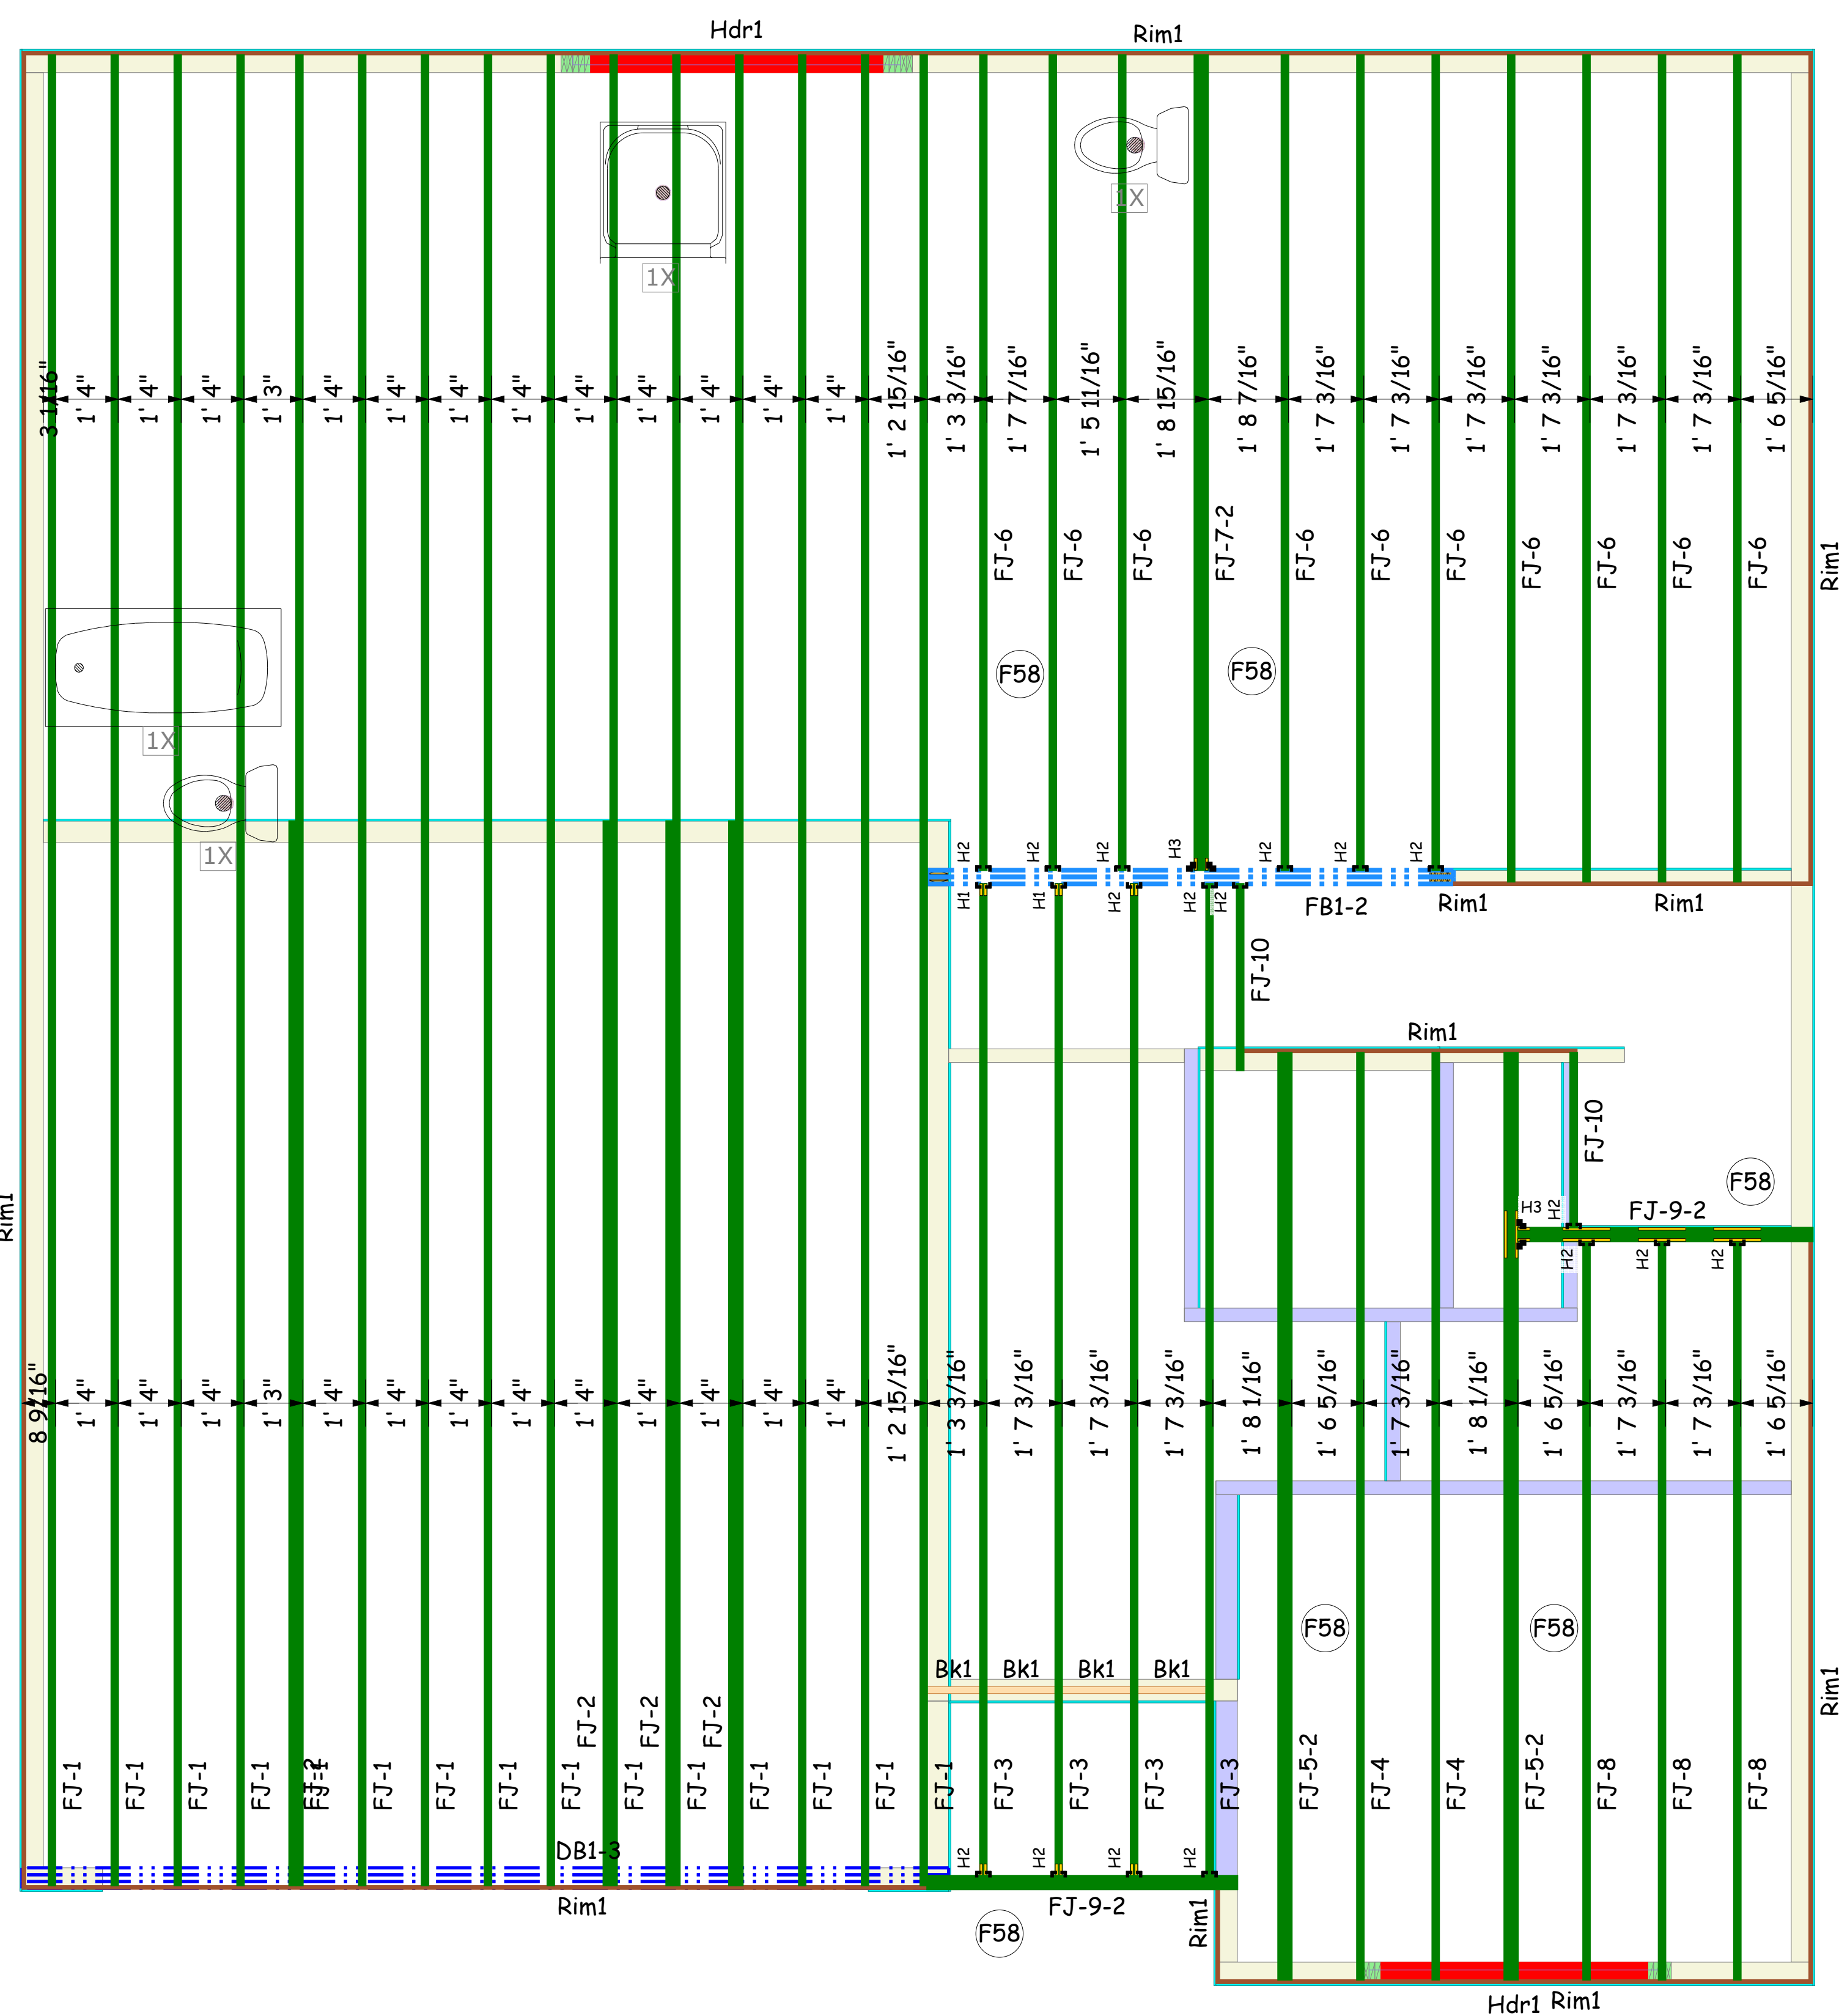 Hdr1
Rim1
1X
1X
3 1/16"
1' 4"
1' 4"
1' 4"
1' 3"
1' 4"
1' 4"
1' 4"
1' 4"
1' 4"
1' 4"
1' 4"
1' 4"
1' 2 15/16"
1' 3 3/16"
1' 7 7/16"
1' 5 11/16"
1' 8 15/16"
1' 8 7/16"
1' 7 3/16"
1' 7 3/16"
1' 7 3/16"
1' 7 3/16"
1' 7 3/16"
1' 7 3/16"
1' 6 5/16"
FJ-6
FJ-6
FJ-6
FJ-7-2
FJ-6
FJ-6
FJ-6
FJ-6
FJ-6
FJ-6
FJ-6
Rim1
F58
F58
1X
1X
H2
H2
H2
H3
H2
H2
H2
H1
H1
H2
H2
H2
FB1-2
Rim1
Rim1
FJ-10
Rim1
FJ-10
F58
Rim1
H3
H2
FJ-9-2
H2
H2
H2
8 9/16"
1' 4"
1' 4"
1' 4"
1' 3"
1' 4"
1' 4"
1' 4"
1' 4"
1' 4"
1' 4"
1' 4"
1' 4"
1' 2 15/16"
1' 3 3/16"
1' 7 3/16"
1' 7 3/16"
1' 7 3/16"
1' 8 1/16"
1' 6 5/16"
1' 7 3/16"
1' 8 1/16"
1' 6 5/16"
1' 7 3/16"
1' 7 3/16"
1' 6 5/16"
F58
F58
Bk1
Bk1
Bk1
Bk1
Rim1
FJ-2
FJ-2
FJ-2
FJ-1
FJ-1
FJ-1
FJ-1
FJ-2
FJ-1
FJ-1
FJ-1
FJ-1
FJ-1
FJ-1
FJ-1
FJ-1
FJ-1
FJ-1
FJ-1
FJ-3
FJ-3
FJ-3
FJ-3
FJ-5-2
FJ-4
FJ-4
FJ-5-2
FJ-8
FJ-8
FJ-8
DB1-3
H2
H2
H2
H2
Rim1
FJ-9-2
Rim1
F58
Hdr1
Rim1